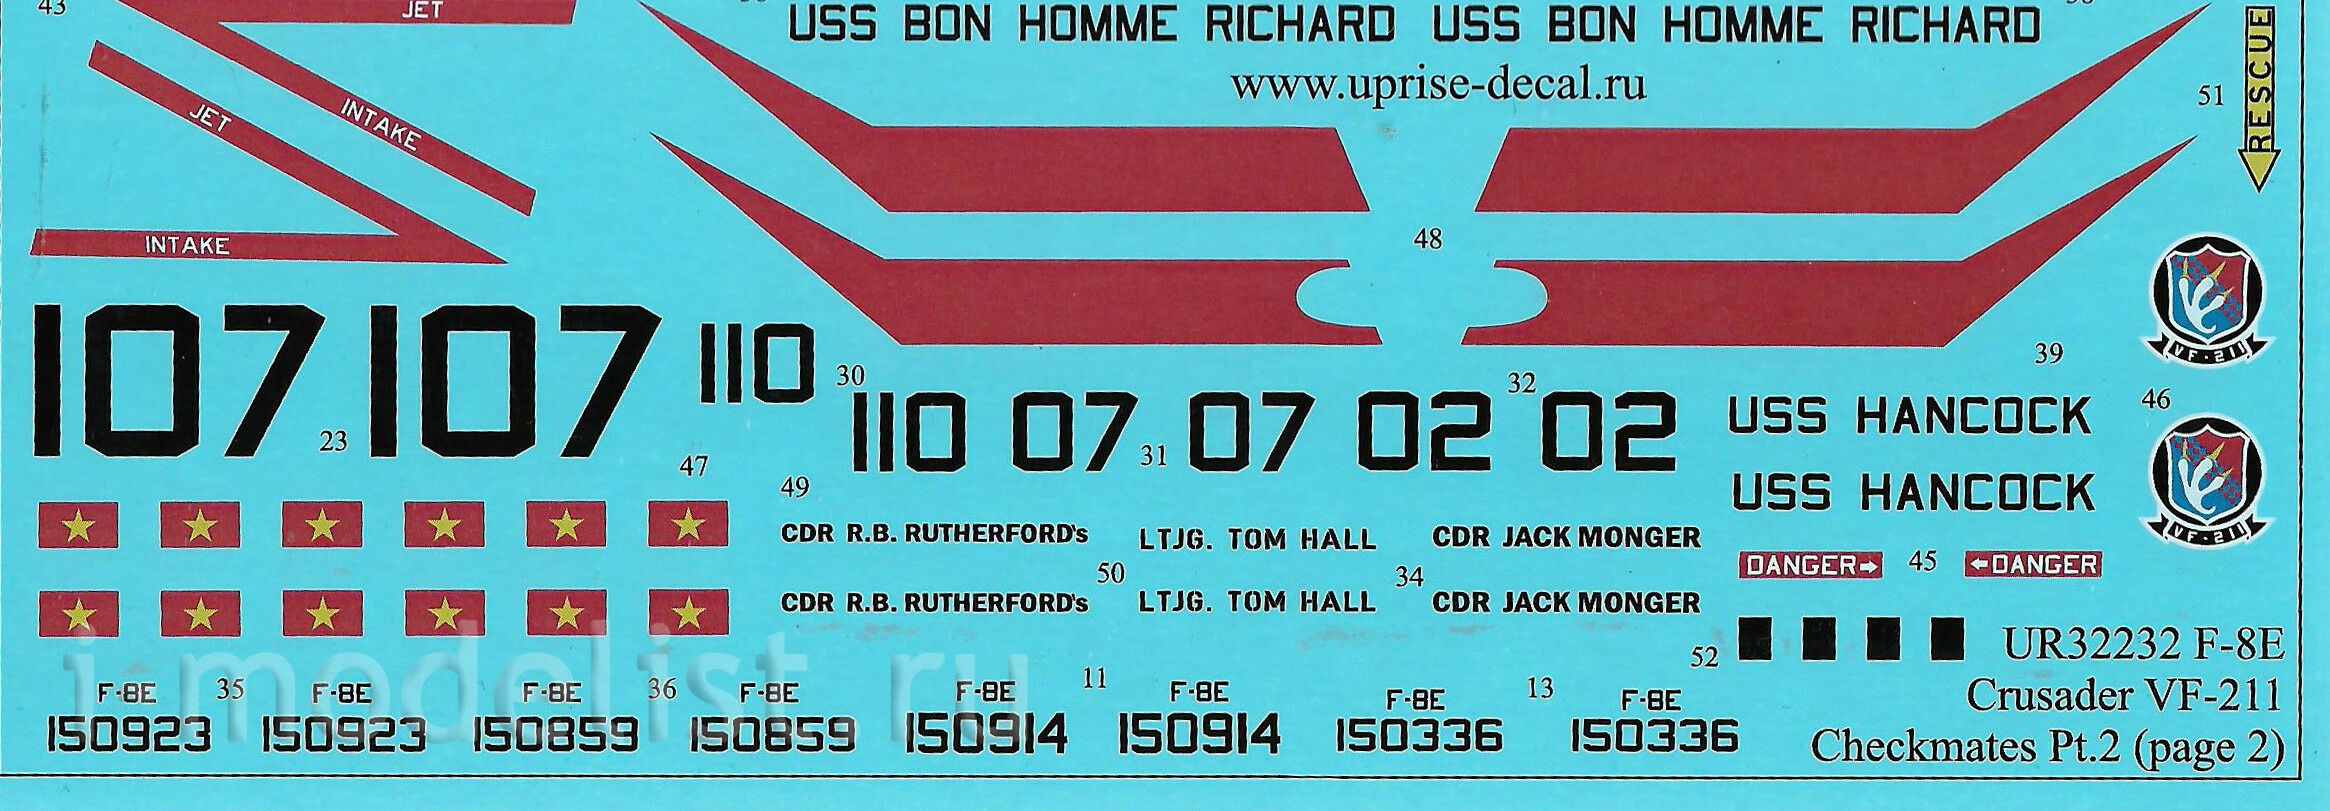 43
JET
USS BON HOMME RICHARD USS BON HOMME RICHARD
www.uprise-decal.ru
RESCUE
51
JET
INTAKE
INTAKE
48
107 107
23
110
30
110
07
31
07
02
32
02
39
USS HANCOCK
USS HANCOCK
VF-211
46
VF-211
47
49
CDR R.B. RUTHERFORD's
LTJG. TOM HALL
CDR JACK MONGER
50
34
CDR R.B. RUTHERFORD's
LTJG. TOM HALL
CDR JACK MONGER
DANGER→
45
←DANGER
52
i-modelist.ru
F-8E
150923
35
F-8E
150923
F-8E
150859
36
F-8E
150859
F-8E
150914
11
F-8E
150914
F-8E
150336
13
F-8E
150336
UR32232 F-8E
Crusader VF-211
Checkmates Pt.2 (page 2)